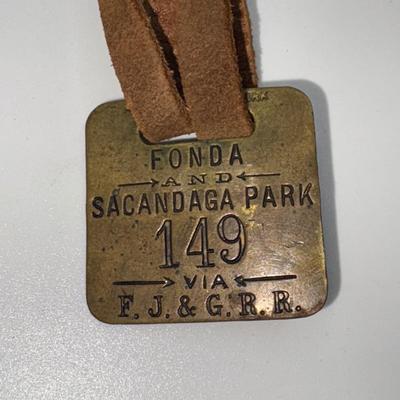 FONDA
AND
SACANDAGA PARK
149
VIA
F. J. & G. R. R.